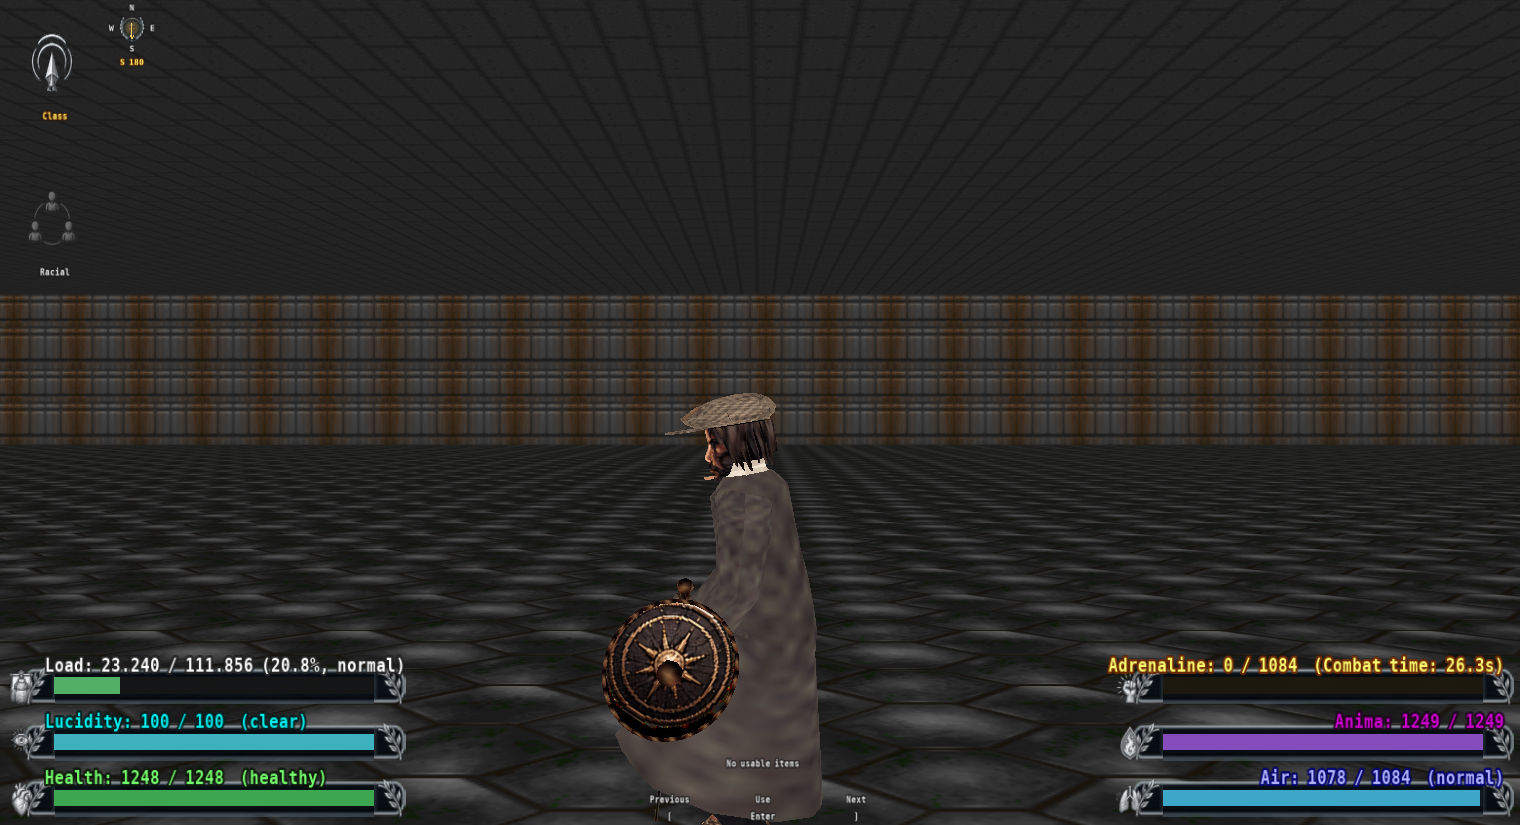 N
W E
S
S 180
Class
Racial
Load: 23.240 / 111.856 (20.8%, normal)
Lucidity: 100 / 100 (clear)
Health: 1248 / 1248 (healthy)
Adrenaline: 0 / 1084 (Combat time: 26.3s)
Anima: 1249 / 1249
Air: 1078 / 1084 (normal)
No usable items
Previous Use Next
[ Enter ]